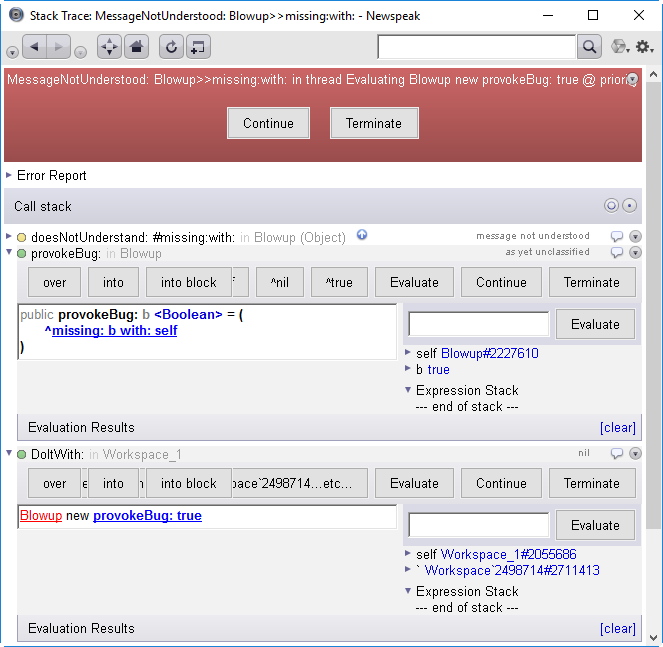 Stack Trace: MessageNotUnderstood: Blowup>>missing:with: - Newspeak
MessageNotUnderstood: Blowup>>missing:with: in thread Evaluating Blowup new provokeBug: true @ priorit
Continue Terminate
Error Report
Call stack
doesNotUnderstand: #missing:with: in Blowup (Object) message not understood
provokeBug: in Blowup as yet unclassified
over into into block ^nil ^true Evaluate Continue Terminate
public provokeBug: b <Boolean> = (
^missing: b with: self
)
Evaluate
self Blowup#2227610
b true
Expression Stack
--- end of stack ---
Evaluation Results [clear]
DoItWith: in Workspace_1 nil
over into into block pace`2498714...etc... Evaluate Continue Terminate
Blowup new provokeBug: true
Evaluate
self Workspace_1#2055686
` Workspace`2498714#2711413
Expression Stack
--- end of stack ---
Evaluation Results [clear]